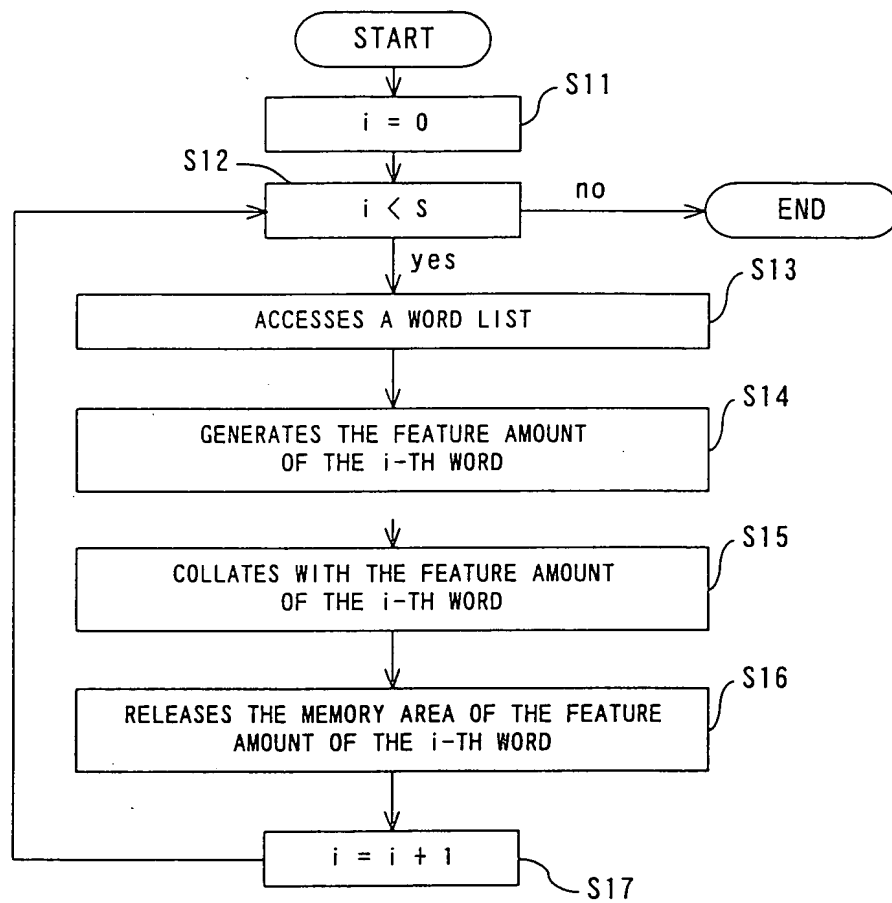 START
S11
i = 0
S12
i < S
no
END
yes
S13
ACCESSES A WORD LIST
S14
GENERATES THE FEATURE AMOUNT
OF THE i-TH WORD
S15
COLLATES WITH THE FEATURE AMOUNT
OF THE i-TH WORD
S16
RELEASES THE MEMORY AREA OF THE FEATURE
AMOUNT OF THE i-TH WORD
i = i + 1
S17